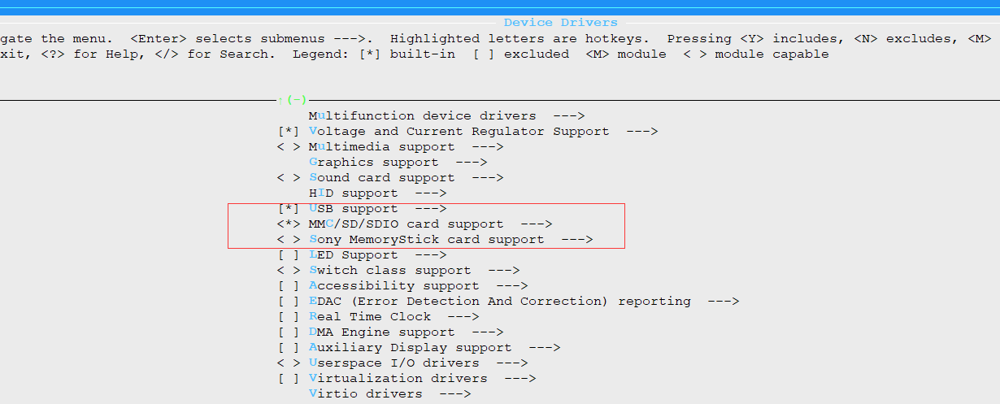 Device Drivers
gate the menu.  <Enter> selects submenus --->.  Highlighted letters are hotkeys.  Pressing <Y> includes, <N> excludes, <M>
xit, <?> for Help, </> for Search.  Legend: [*] built-in  [ ] excluded  <M> module  < > module capable
↑(-)
Multifunction device drivers  --->
[*] Voltage and Current Regulator Support  --->
< > Multimedia support  --->
Graphics support  --->
< > Sound card support  --->
HID support  --->
[*] USB support  --->
<*> MMC/SD/SDIO card support  --->
< > Sony MemoryStick card support  --->
[ ] LED Support  --->
< > Switch class support  --->
[ ] Accessibility support  --->
[ ] EDAC (Error Detection And Correction) reporting  --->
[ ] Real Time Clock  --->
[ ] DMA Engine support  --->
[ ] Auxiliary Display support  --->
< > Userspace I/O drivers  --->
[ ] Virtualization drivers  --->
Virtio drivers  --->